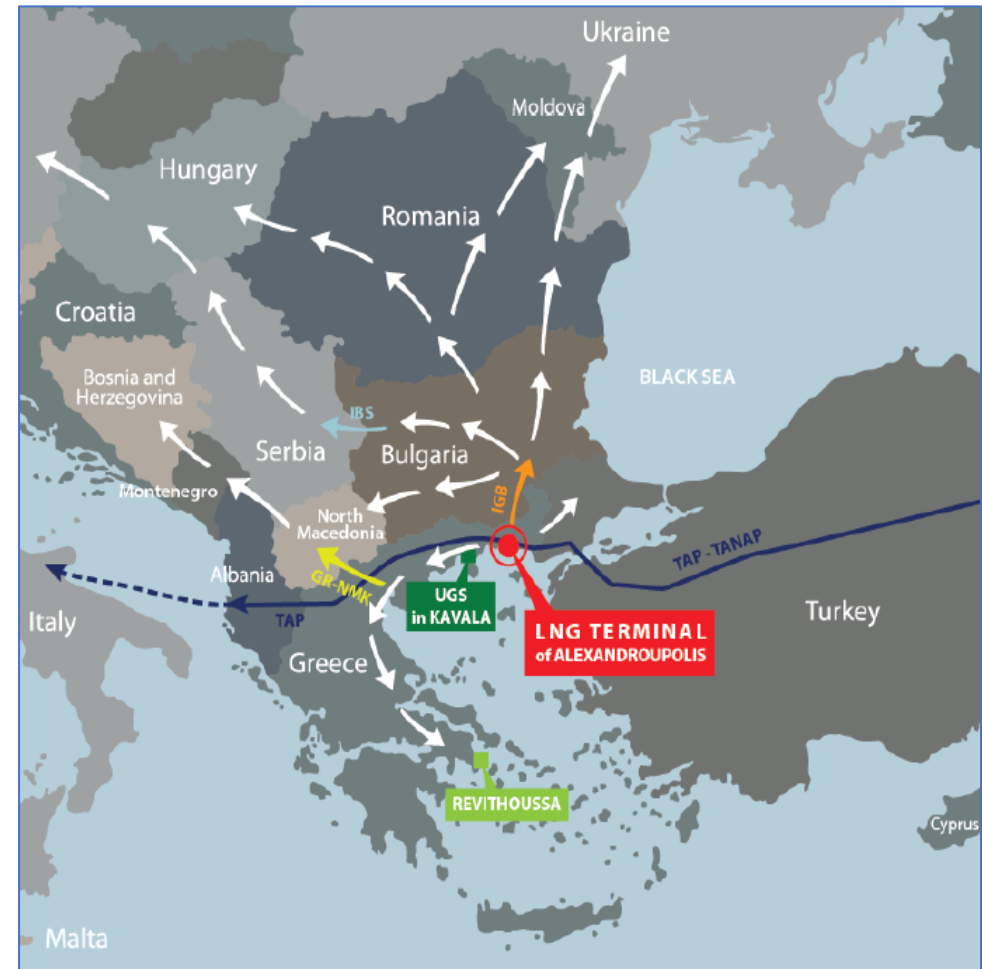 Ukraine
Moldova
Hungary
Romania
Croatia
Bosnia and
Herzegovina
BLACK SEA
IBS
Serbia
Bulgaria
Montenegro
IGB
North
Macedonia
TAP - TANAP
Albania
GR-NMK
UGS
in KAVALA
TAP
Italy
Turkey
LNG TERMINAL
of ALEXANDROUPOLIS
Greece
REVITHOUSSA
Cyprus
Malta